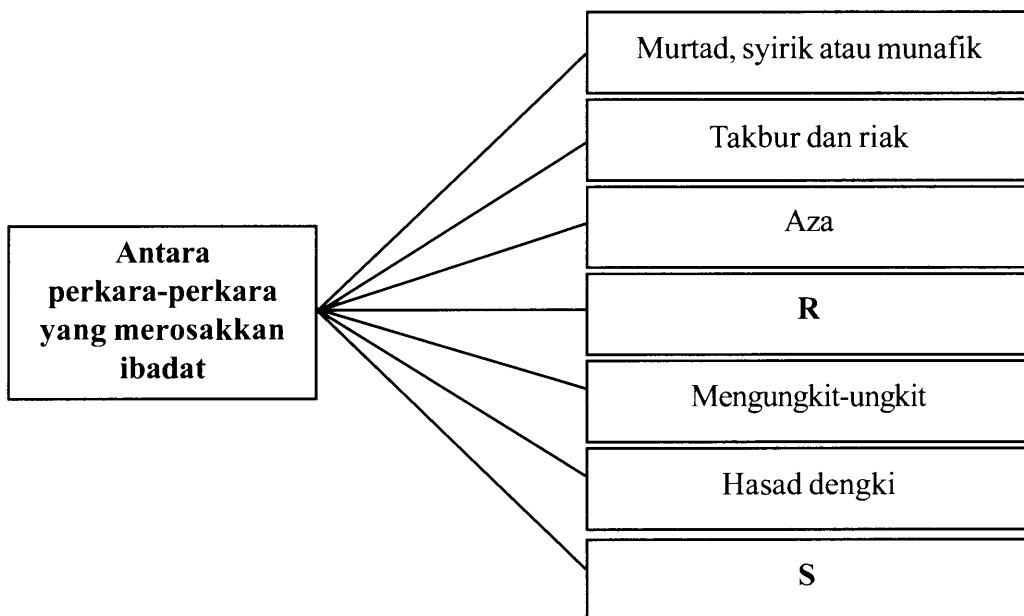 Antara
perkara-perkara
yang merosakkan
ibadat
Murtad, syirik atau munafik
Takbur dan riak
Aza
R
Mengungkit-ungkit
Hasad dengki
S